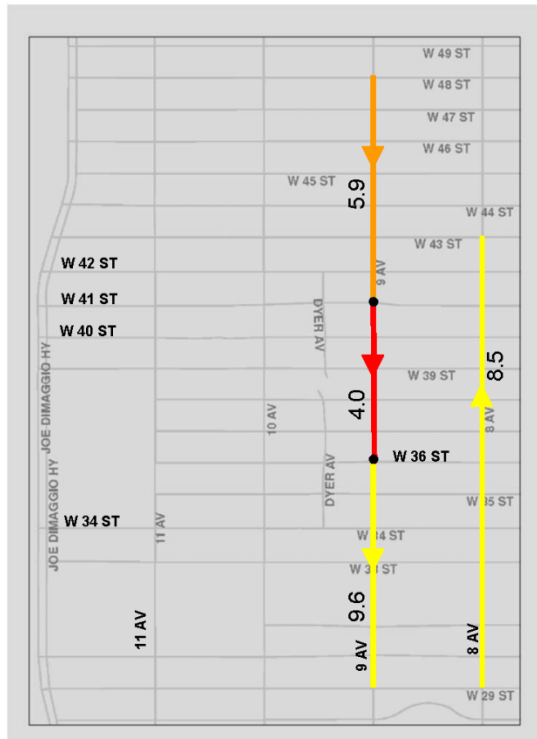 W 49 ST
W 48 ST
W 47 ST
W 46 ST
W 45 ST
5.9
W 44 ST
W 43 ST
W 42 ST
9 AV
W 41 ST
DYER AV
W 40 ST
JOE DIMAGGIO HY
W 39 ST
8.5
4.0
10 AV
8 AV
W 36 ST
DYER AV
W 35 ST
W 34 ST
11 AV
W 34 ST
JOE DIMAGGIO HY
W 33 ST
9.6
11 AV
9 AV
8 AV
W 29 ST